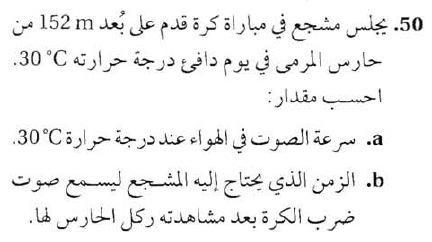 50. يجلس مشجع في مباراة كرة قدم على بُعد 152 m من
حارس المرمى في يوم دافئ درجة حرارته 30 °C.
احسب مقدار:
a. سرعة الصوت في الهواء عند درجة حرارة 30°C.
b. الزمن الذي يحتاج إليه المشجع ليسمع صوت
ضرب الكرة بعد مشاهدته ركل الحارس لها.